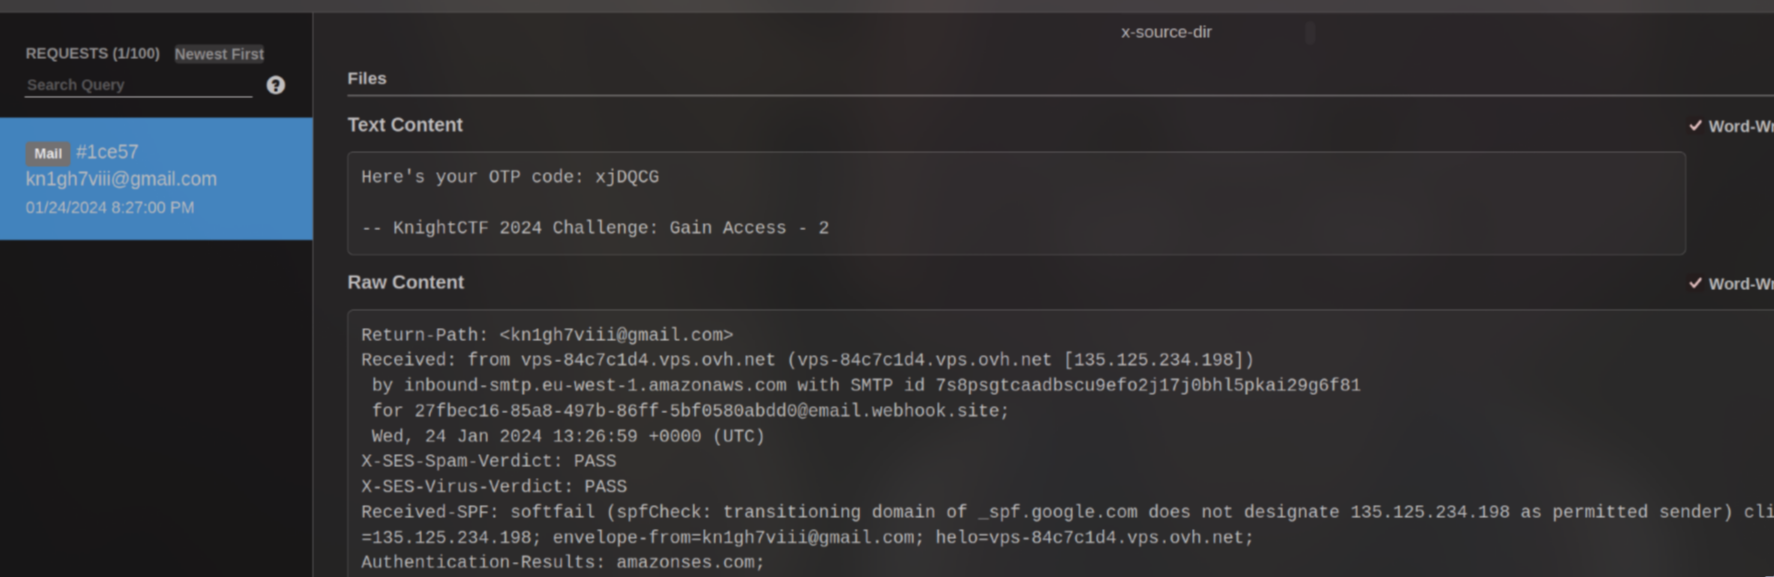 x-source-dir
REQUESTS (1/100) Newest First
Search Query
?
Mail #1ce57
kn1gh7viii@gmail.com
01/24/2024 8:27:00 PM
Files
Text Content
Word-Wr
Here's your OTP code: xjDQCG
-- KnightCTF 2024 Challenge: Gain Access - 2
Raw Content
Word-Wr
Return-Path: <kn1gh7viii@gmail.com>
Received: from vps-84c7c1d4.vps.ovh.net (vps-84c7c1d4.vps.ovh.net [135.125.234.198])
by inbound-smtp.eu-west-1.amazonaws.com with SMTP id 7s8psgtcaadbscu9efo2j17j0bhl5pkai29g6f81
for 27fbec16-85a8-497b-86ff-5bf0580abdd0@email.webhook.site;
Wed, 24 Jan 2024 13:26:59 +0000 (UTC)
X-SES-Spam-Verdict: PASS
X-SES-Virus-Verdict: PASS
Received-SPF: softfail (spfCheck: transitioning domain of _spf.google.com does not designate 135.125.234.198 as permitted sender) cli
=135.125.234.198; envelope-from=kn1gh7viii@gmail.com; helo=vps-84c7c1d4.vps.ovh.net;
Authentication-Results: amazonses.com;